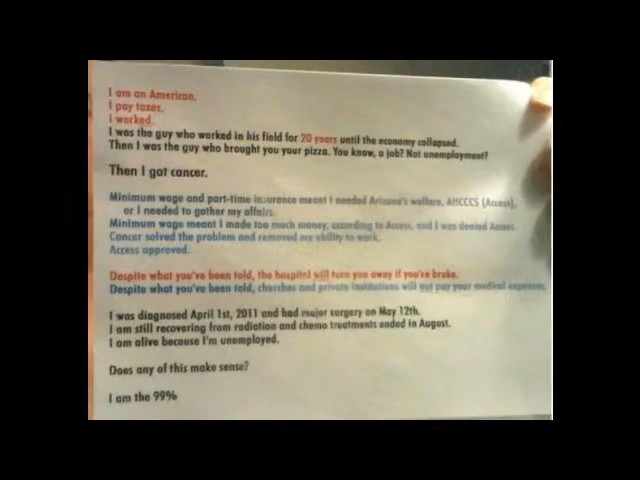 I am an American.
I pay taxes.
I worked.
I was the guy who worked in his field for 20 years until the economy collapsed.
Then I was the guy who brought you your pizza. You know, a job? Not unemployment?
Then I got cancer.
Minimum wage and part-time insurance meant I needed Arizona's welfare, AHCCCS (Access),
or I needed to gather my affairs.
Minimum wage meant I made too much money, according to Access, and I was denied Access.
Cancer solved the problem and removed my ability to work.
Access approved.
Despite what you've been told, the hospital will turn you away if you're broke.
Despite what you've been told, churches and private institutions will not pay your medical expenses.
I was diagnosed April 1st, 2011 and had major surgery on May 12th.
I am still recovering from radiation and chemo treatments ended in August.
I am alive because I'm unemployed.
Does any of this make sense?
I am the 99%